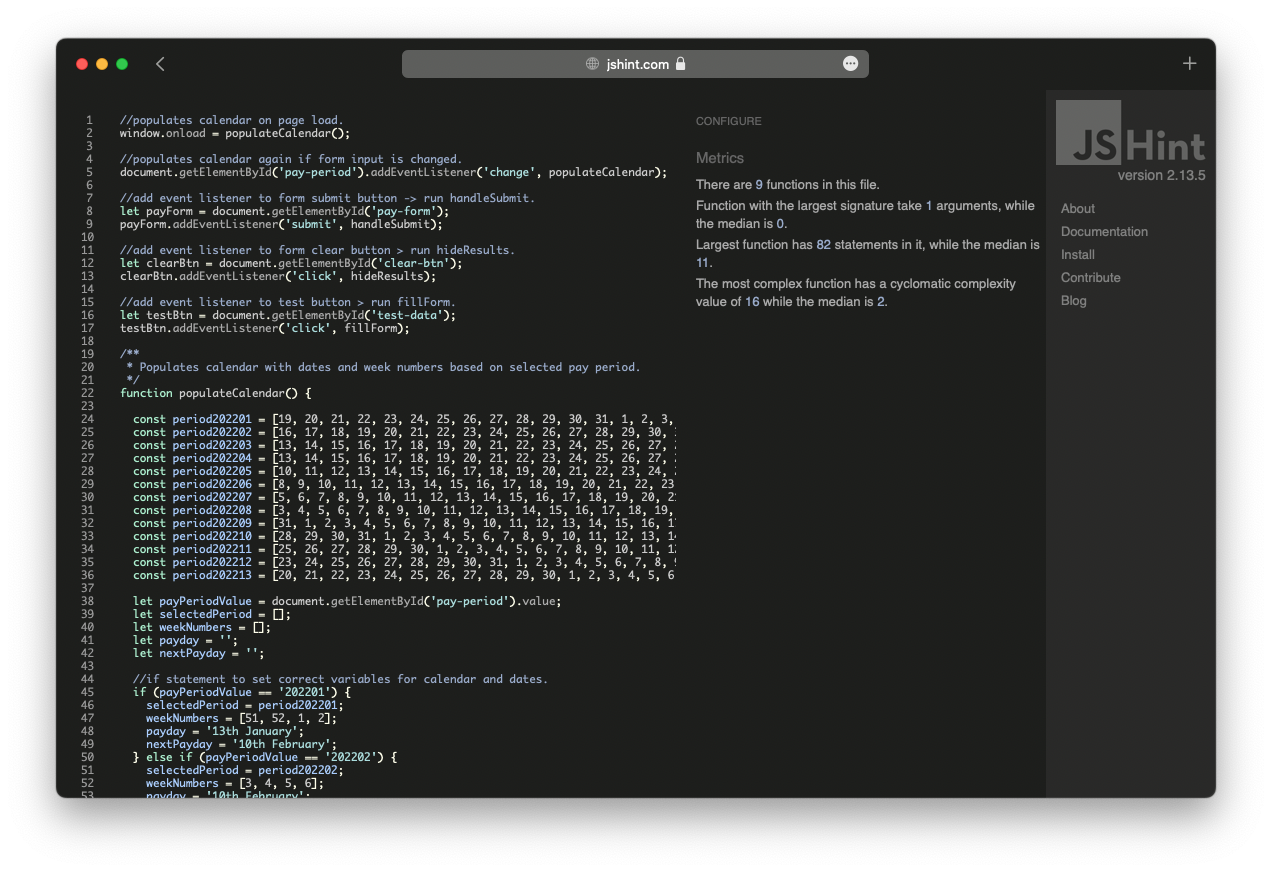 jshint.com
1 //populates calendar on page load.
2 window.onload = populateCalendar();
3
4 //populates calendar again if form input is changed.
5 document.getElementById('pay-period').addEventListener('change', populateCalendar);
6
7 //add event listener to form submit button -> run handleSubmit.
8 let payForm = document.getElementById('pay-form');
9 payForm.addEventListener('submit', handleSubmit);
10
11 //add event listener to form clear button > run hideResults.
12 let clearBtn = document.getElementById('clear-btn');
13 clearBtn.addEventListener('click', hideResults);
14
15 //add event listener to test button > run fillForm.
16 let testBtn = document.getElementById('test-data');
17 testBtn.addEventListener('click', fillForm);
18
19 /**
20 * Populates calendar with dates and week numbers based on selected pay period.
21 */
22 function populateCalendar() {
23
24 const period202201 = [19, 20, 21, 22, 23, 24, 25, 26, 27, 28, 29, 30, 31, 1, 2, 3,
25 const period202202 = [16, 17, 18, 19, 20, 21, 22, 23, 24, 25, 26, 27, 28, 29, 30,
26 const period202203 = [13, 14, 15, 16, 17, 18, 19, 20, 21, 22, 23, 24, 25, 26, 27,
27 const period202204 = [13, 14, 15, 16, 17, 18, 19, 20, 21, 22, 23, 24, 25, 26, 27,
28 const period202205 = [10, 11, 12, 13, 14, 15, 16, 17, 18, 19, 20, 21, 22, 23, 24,
29 const period202206 = [8, 9, 10, 11, 12, 13, 14, 15, 16, 17, 18, 19, 20, 21, 22, 23
30 const period202207 = [5, 6, 7, 8, 9, 10, 11, 12, 13, 14, 15, 16, 17, 18, 19, 20,
31 const period202208 = [3, 4, 5, 6, 7, 8, 9, 10, 11, 12, 13, 14, 15, 16, 17, 18, 19,
32 const period202209 = [31, 1, 2, 3, 4, 5, 6, 7, 8, 9, 10, 11, 12, 13, 14, 15, 16,
33 const period202210 = [28, 29, 30, 31, 1, 2, 3, 4, 5, 6, 7, 8, 9, 10, 11, 12, 13,
34 const period202211 = [25, 26, 27, 28, 29, 30, 1, 2, 3, 4, 5, 6, 7, 8, 9, 10, 11,
35 const period202212 = [23, 24, 25, 26, 27, 28, 29, 30, 31, 1, 2, 3, 4, 5, 6, 7, 8,
36 const period202213 = [20, 21, 22, 23, 24, 25, 26, 27, 28, 29, 30, 1, 2, 3, 4, 5, 6
37
38 let payPeriodValue = document.getElementById('pay-period').value;
39 let selectedPeriod = [];
40 let weekNumbers = [];
41 let payday = '';
42 let nextPayday = '';
43
44 //if statement to set correct variables for calendar and dates.
45 if (payPeriodValue == '202201') {
46 selectedPeriod = period202201;
47 weekNumbers = [51, 52, 1, 2];
48 payday = '13th January';
49 nextPayday = '10th February';
50 } else if (payPeriodValue == '202202') {
51 selectedPeriod = period202202;
52 weekNumbers = [3, 4, 5, 6];
53 payday = '10th February';
CONFIGURE
Metrics
There are 9 functions in this file.
Function with the largest signature take 1 arguments, while
the median is 0.
Largest function has 82 statements in it, while the median is
11.
The most complex function has a cyclomatic complexity
value of 16 while the median is 2.
JSHint
version 2.13.5
About
Documentation
Install
Contribute
Blog